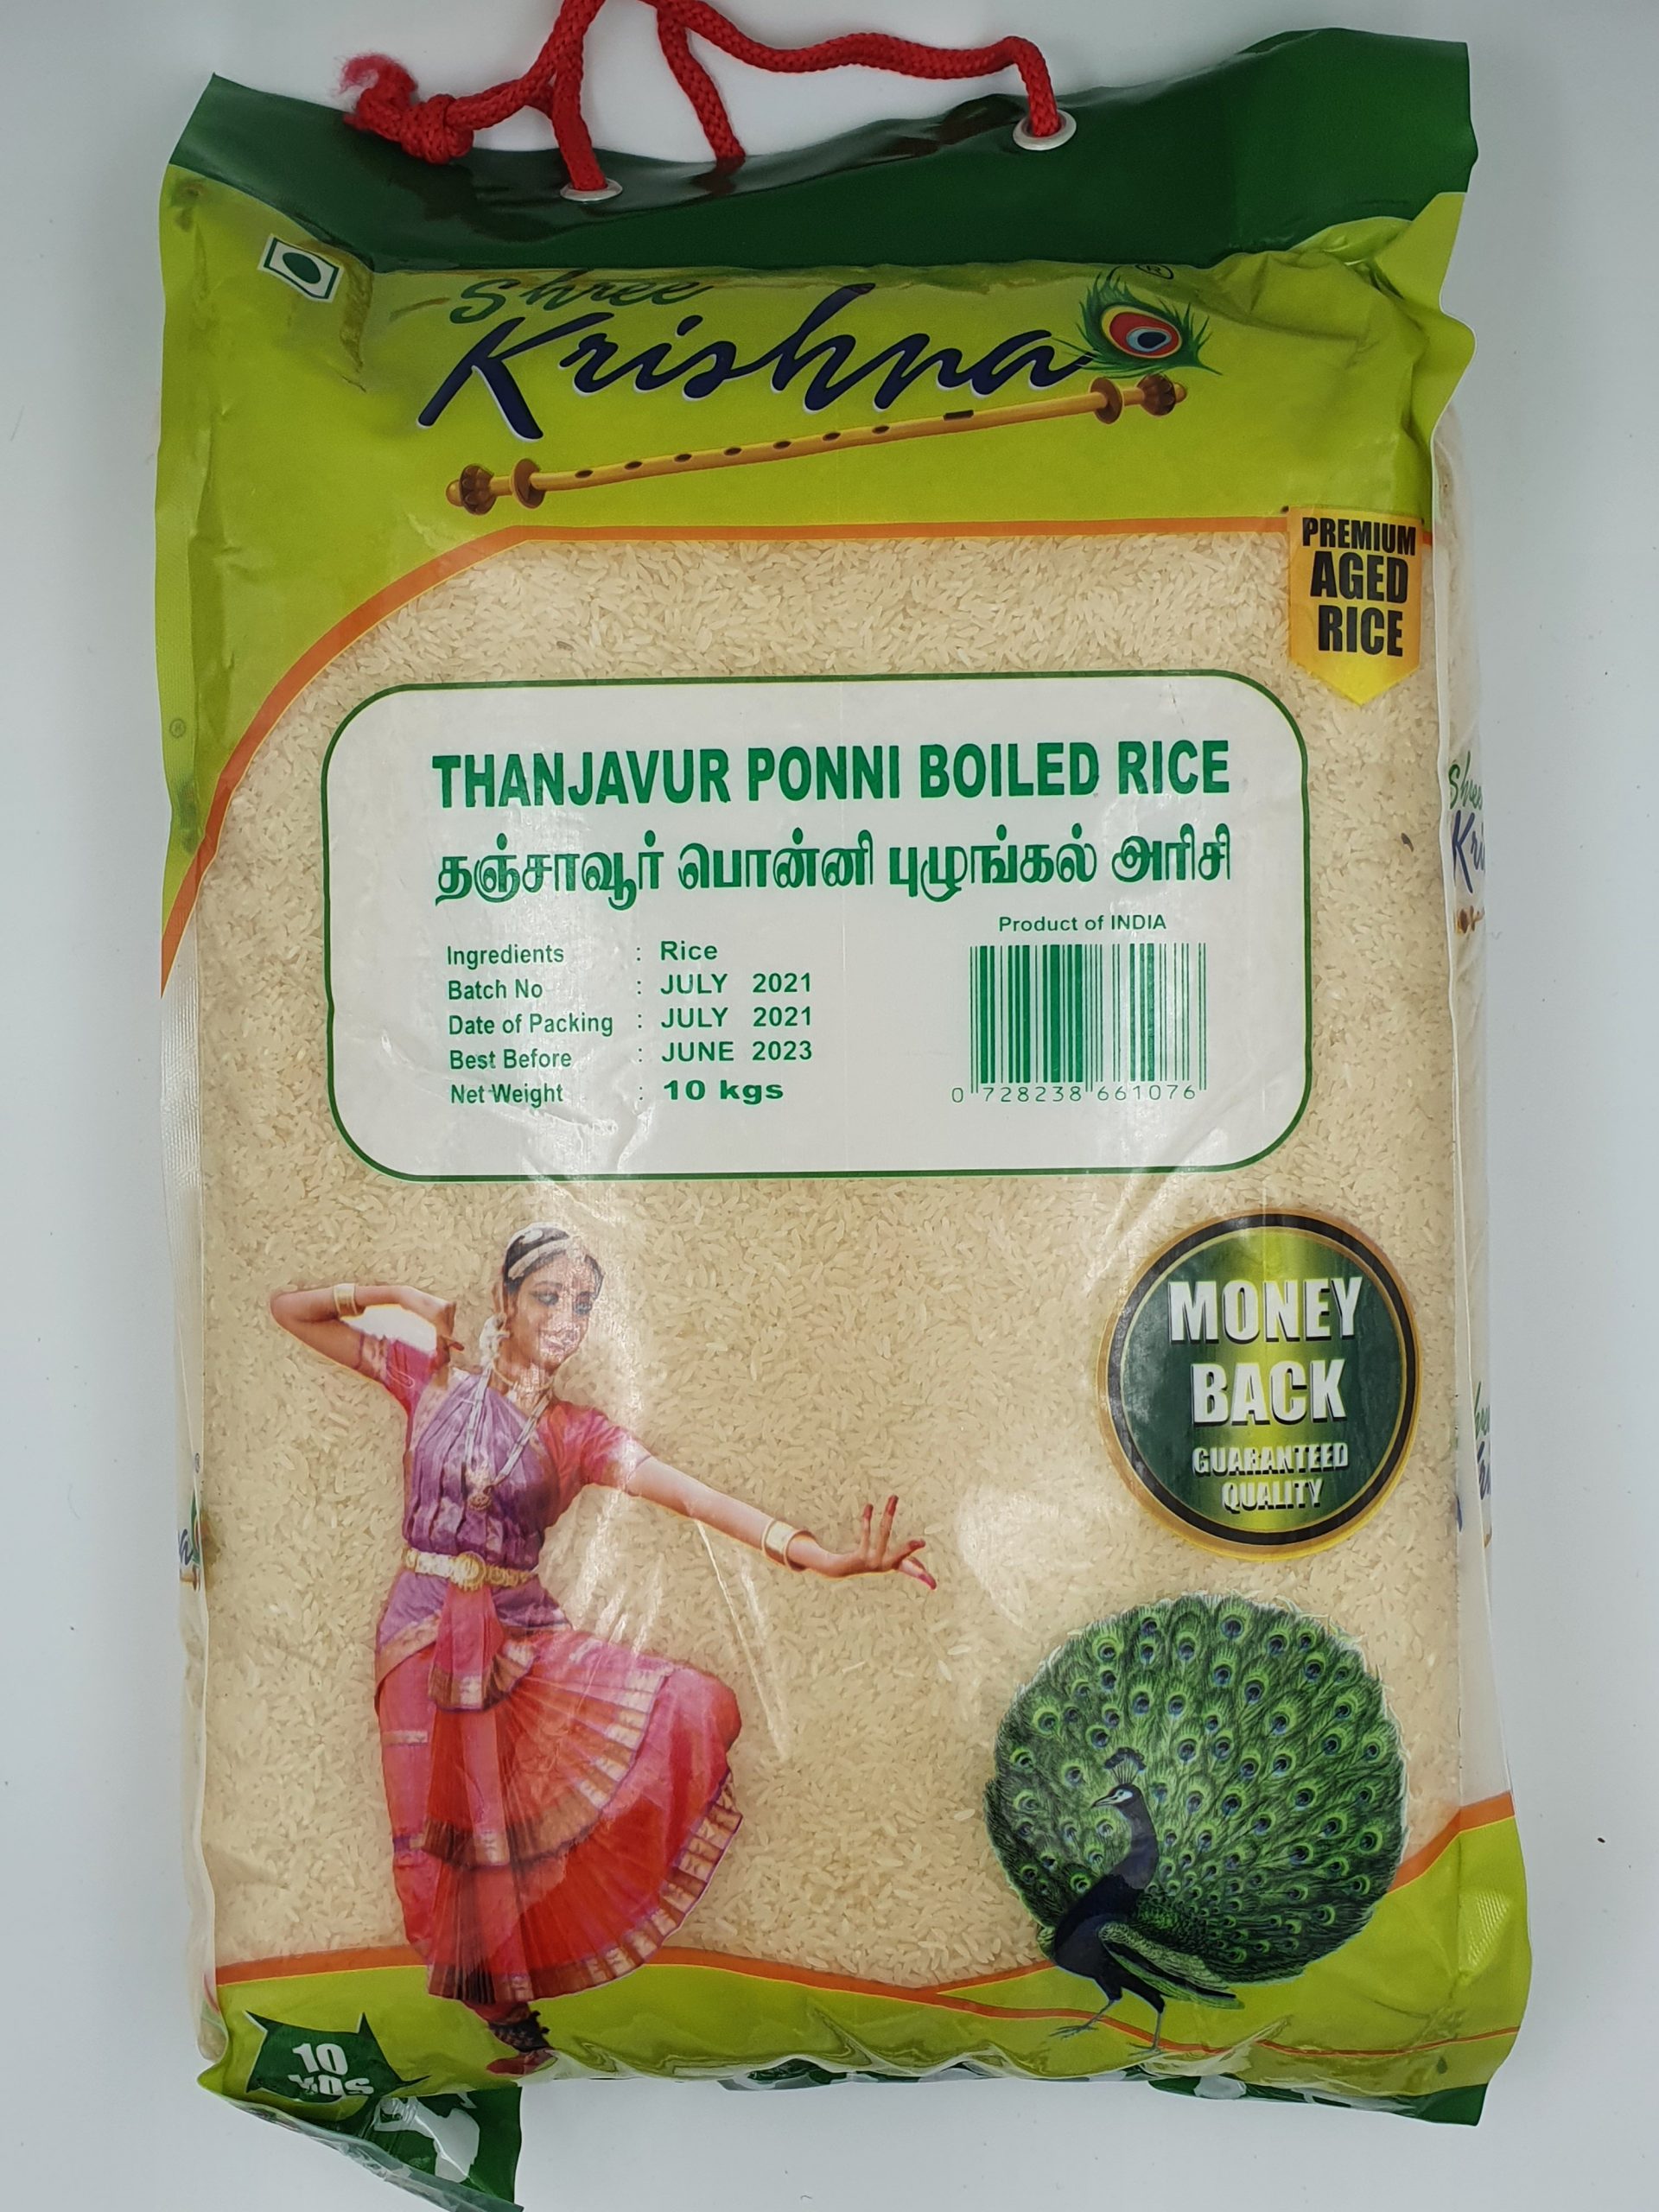 Shree
Krishna
®
PREMIUM
AGED
RICE
THANJAVUR PONNI BOILED RICE
தஞ்சாவூர் பொன்னி புழுங்கல் அரிசி
Product of INDIA
Ingredients : Rice
Batch No : JULY 2021
Date of Packing : JULY 2021
Best Before : JUNE 2023
Net Weight : 10 kgs
0 728238 661076
MONEY
BACK
GUARANTEED
QUALITY
Shree
10